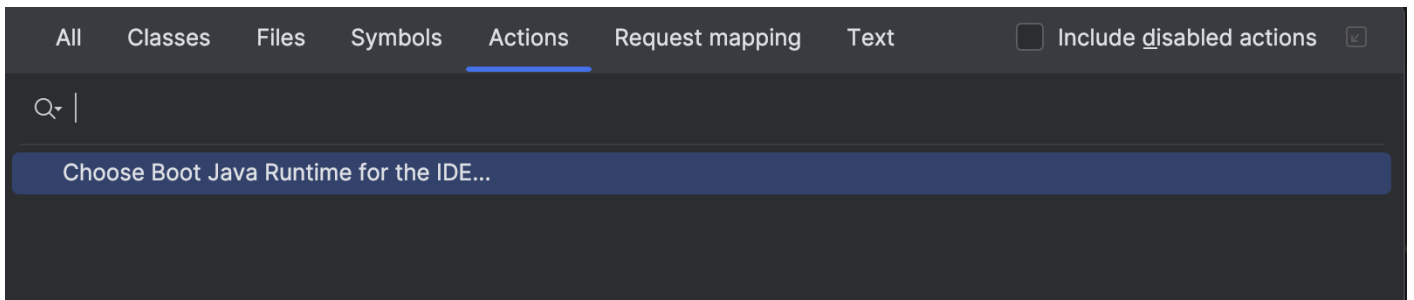 All Classes Files Symbols Actions Request mapping Text Include disabled actions
Choose Boot Java Runtime for the IDE...